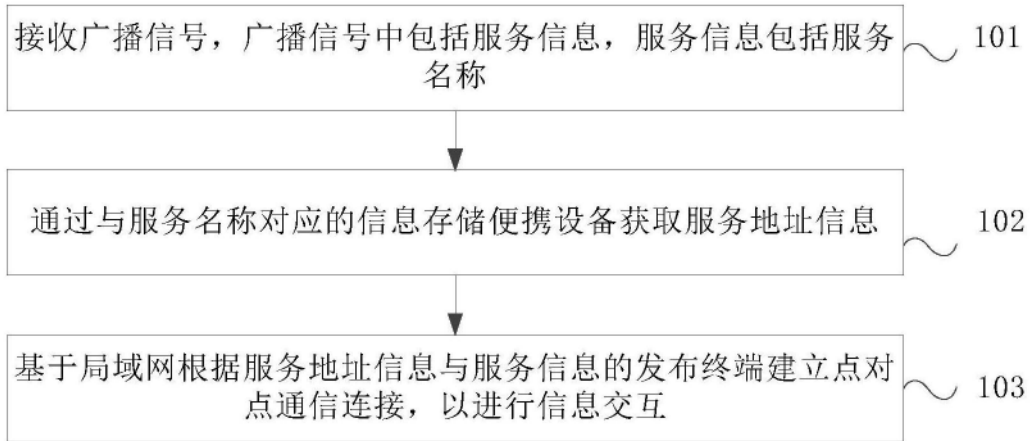 接收广播信号，广播信号中包括服务信息，服务信息包括服务
名称
101
通过与服务名称对应的信息存储便携设备获取服务地址信息
102
基于局域网根据服务地址信息与服务信息的发布终端建立点对
点通信连接，以进行信息交互
103